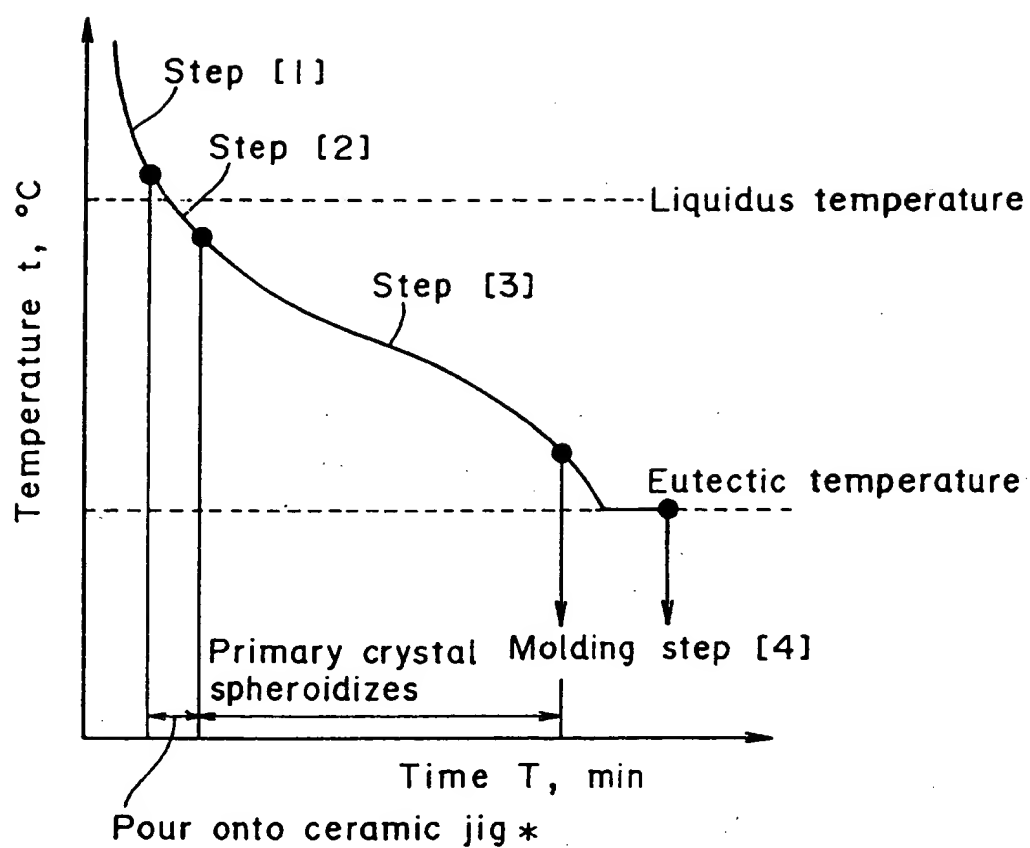 Step [1]
Step [2]
Liquidus temperature
Step [3]
Temperature t, °C
Eutectic temperature
Primary crystal
spheroidizes
Molding step [4]
Time T, min
Pour onto ceramic jig *